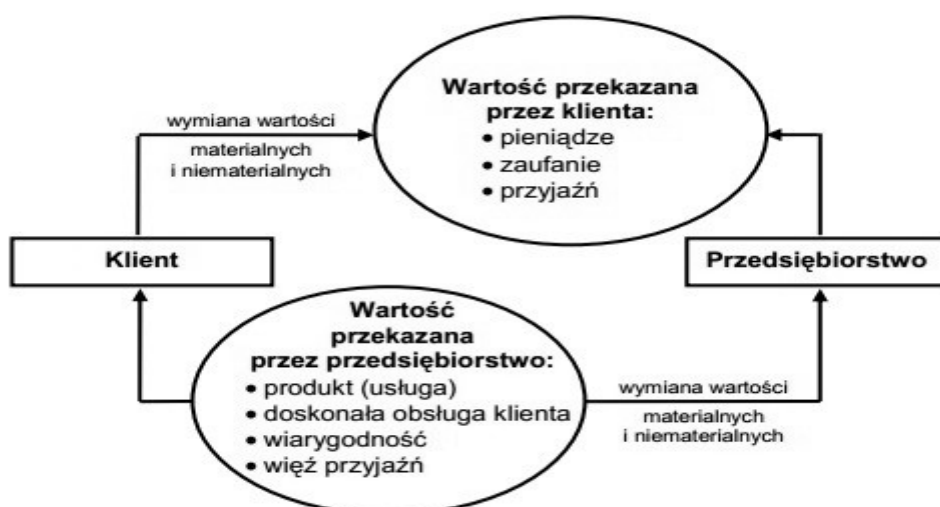 Wartość przekazana
przez klienta:
• pieniądze
• zaufanie
• przyjaźń
wymiana wartości
materialnych
i niematerialnych
Klient
Przedsiębiorstwo
Wartość
przekazana
przez przedsiębiorstwo:
• produkt (usługa)
• doskonała obsługa klienta
• wiarygodność
• więź przyjaźń
wymiana wartości
materialnych
i niematerialnych